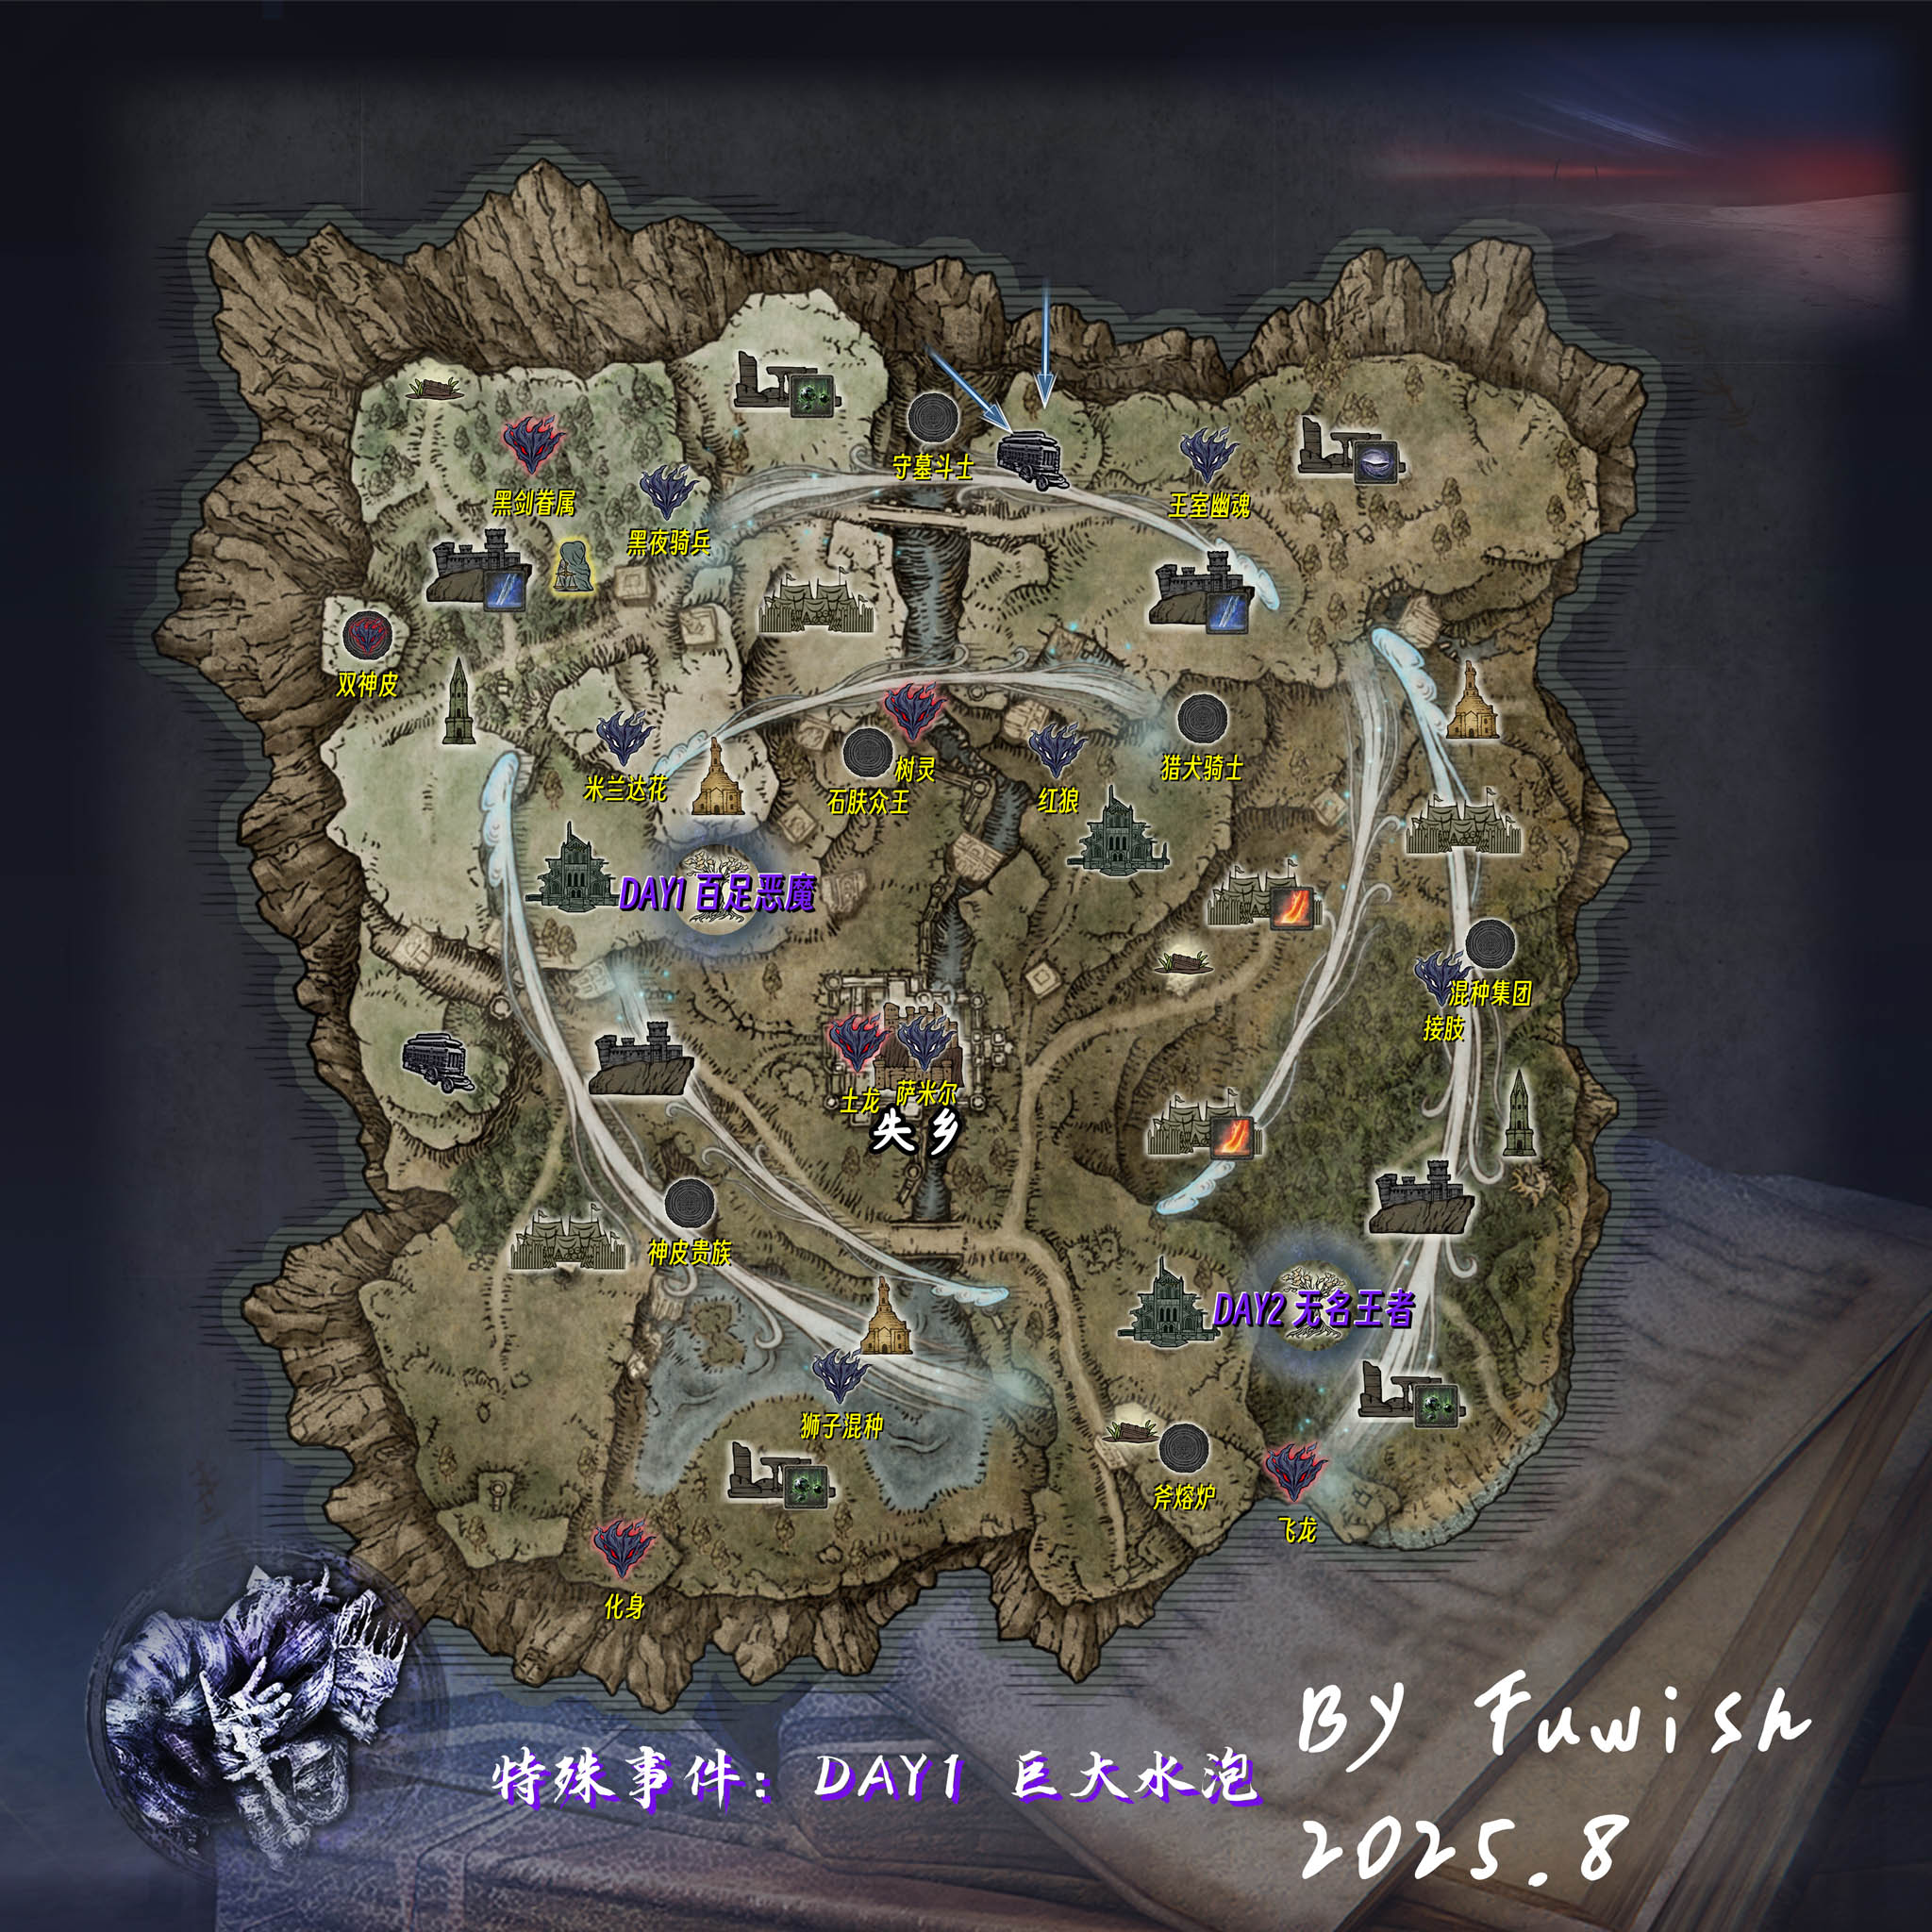 守墓斗士
黑剑眷属
王室幽魂
黑夜骑兵
双神皮
米兰达花
树灵
猎犬骑士
石肤众王
红狼
DAY1 百足恶魔
混种集团
接肢
土龙
萨米尔
失乡
神皮贵族
DAY2 无名王者
狮子混种
斧熔炉
飞龙
化身
特殊事件：DAY1 巨大水泡
BY Fuwish
2025.8